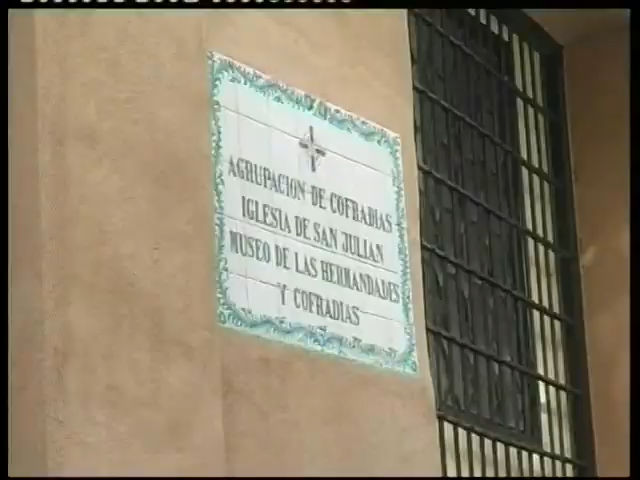 AGRUPACION DE COFRADIAS
IGLESIA DE SAN JULIAN
MUSEO DE LAS HERMANDADES
Y COFRADIAS